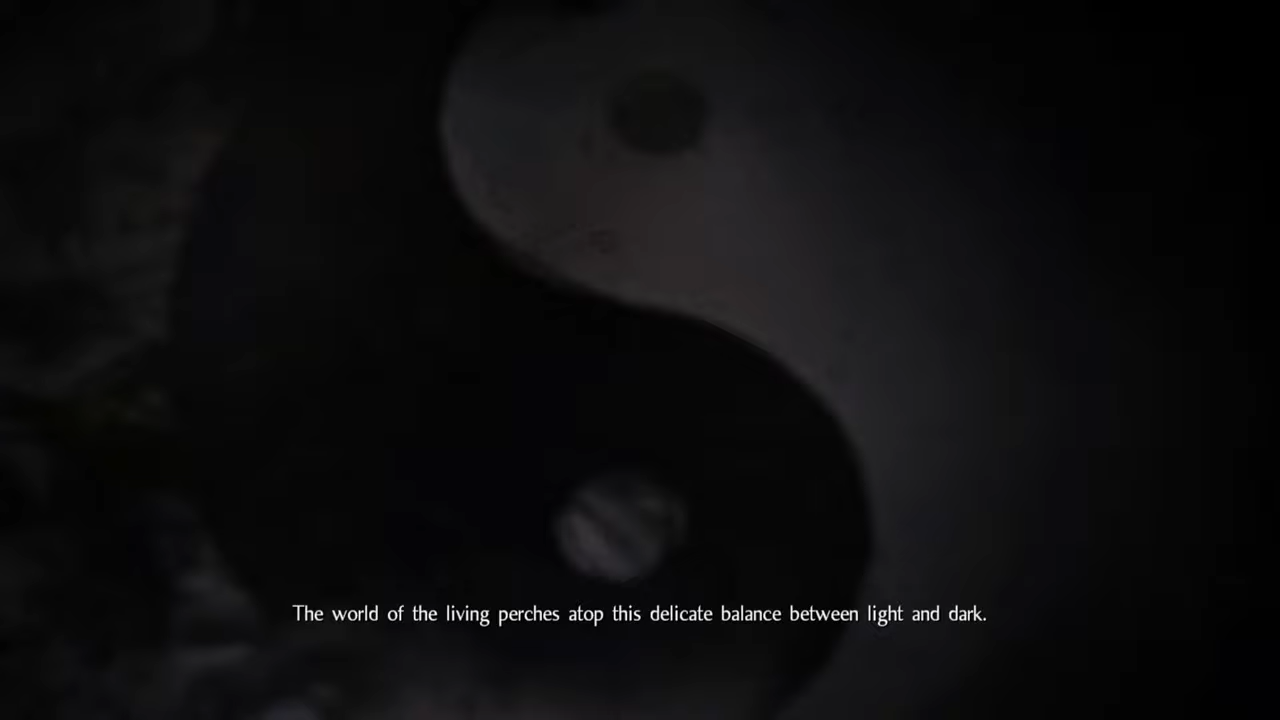 The world of the living perches atop this delicate balance between light and dark.